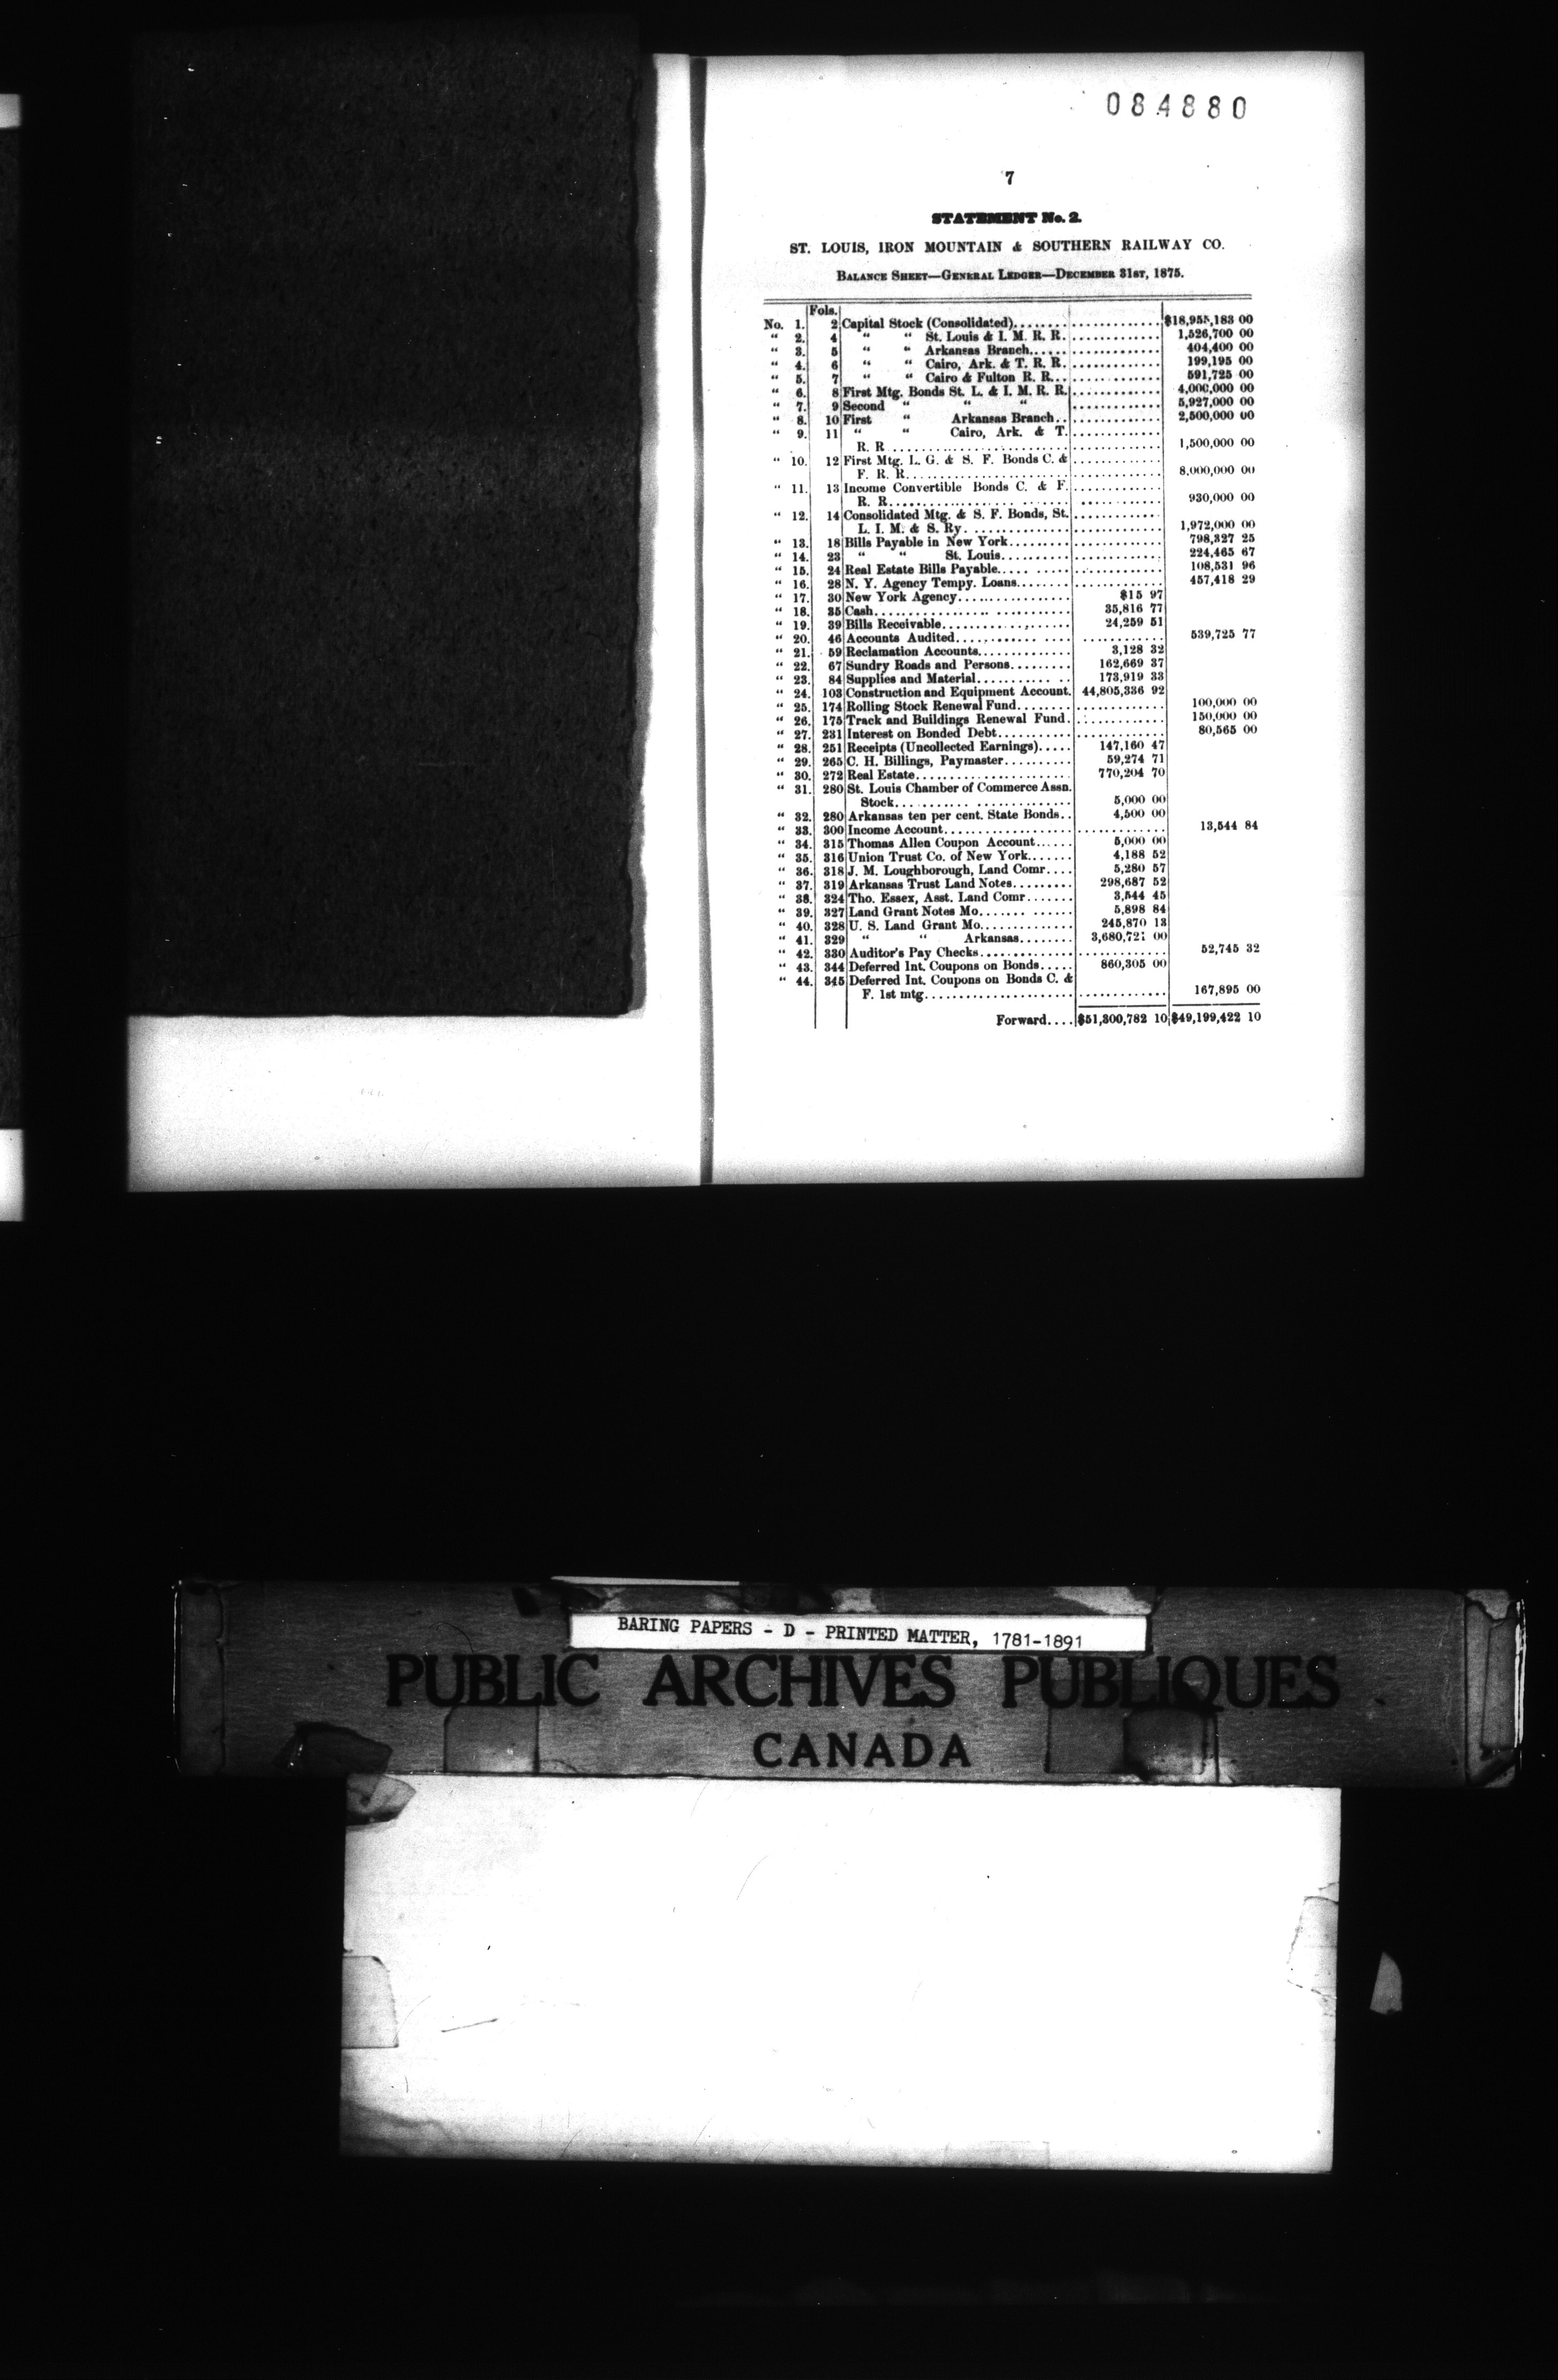 084880
7
STATEMENT No. 2.
ST. LOUIS, IRON MOUNTAIN & SOUTHERN RAILWAY CO.
BALANCE SHEET—GENERAL LEDGER—DECEMBER 31ST, 1875.
Fols.
No. 1. 2 Capital Stock (Consolidated)........ ............. $18,955,183 00
" 2. 4 " " St. Louis & I. M. R. R. ............. 1,526,700 00
" 3. 5 " " Arkansas Branch...... ............. 404,400 00
" 4. 6 " " Cairo, Ark. & T. R. R. ............. 199,195 00
" 5. 7 " " Cairo & Fulton R. R... ............. 591,725 00
" 6. 8 First Mtg. Bonds St. L. & I. M. R. R. ............. 4,000,000 00
" 7. 9 Second " " " ............. 5,927,000 00
" 8. 10 First " Arkansas Branch.. ............. 2,500,000 00
" 9. 11 " " Cairo, Ark. & T. .............
R. R. .......................... ............. 1,500,000 00
" 10. 12 First Mtg. L. G. & S. F. Bonds C. & .............
F. R. R........................ ............. 8,000,000 00
" 11. 13 Income Convertible Bonds C. & F. .............
R. R........................... ............. 930,000 00
" 12. 14 Consolidated Mtg. & S. F. Bonds, St. .............
L. I. M. & S. Ry. ............... ............. 1,972,000 00
" 13. 18 Bills Payable in New York......... ............. 798,327 25
" 14. 23 " " St. Louis.......... ............. 224,465 67
" 15. 24 Real Estate Bills Payable..... ..... ............. 108,531 96
" 16. 28 N. Y. Agency Tempy. Loans........ ............. 457,418 29
" 17. 30 New York Agency................. $15 97
" 18. 35 Cash................. ............ 35,816 77
" 19. 39 Bills Receivable................... 24,259 51
" 20. 46 Accounts Audited............ .... ............ 539,725 77
" 21. 59 Reclamation Accounts............. 3,128 32
" 22. 67 Sundry Roads and Persons......... 162,669 37
" 23. 84 Supplies and Material........... .. 173,919 33
" 24. 103 Construction and Equipment Account. 44,805,336 92
" 25. 174 Rolling Stock Renewal Fund........ ............ 100,000 00
" 26. 175 Track and Buildings Renewal Fund. ............ 150,000 00
" 27. 231 Interest on Bonded Debt.......... ............ 80,565 00
" 28. 251 Receipts (Uncollected Earnings)..... 147,160 47
" 29. 265 C. H. Billings, Paymaster......... 59,274 71
" 30. 272 Real Estate...................... 770,204 70
" 31. 280 St. Louis Chamber of Commerce Assn.
Stock........... .............. 5,000 00
" 32. 280 Arkansas ten per cent. State Bonds.. 4,500 00
" 33. 300 Income Account................... ............. 13,544 84
" 34. 315 Thomas Allen Coupon Account...... 5,000 00
" 35. 316 Union Trust Co. of New York....... 4,188 52
" 36. 318 J. M. Loughborough, Land Comr.... 5,280 57
" 37. 319 Arkansas Trust Land Notes......... 298,687 52
" 38. 324 Tho. Essex, Asst. Land Comr....... 3,544 45
" 39. 327 Land Grant Notes Mo....... ...... 5,898 84
" 40. 328 U. S. Land Grant Mo.............. 245,870 13
" 41. 329 " " Arkansas........ 3,680,721 00
" 42. 330 Auditor's Pay Checks.............. ............. 52,745 32
" 43. 344 Deferred Int. Coupons on Bonds..... 860,305 00
" 44. 345 Deferred Int. Coupons on Bonds C. &
F. 1st mtg...................... ............. 167,895 00
Forward.... $51,300,782 10 $49,199,422 10
BARING PAPERS - D - PRINTED MATTER, 1781-1891
PUBLIC ARCHIVES PUBLIQUES
CANADA